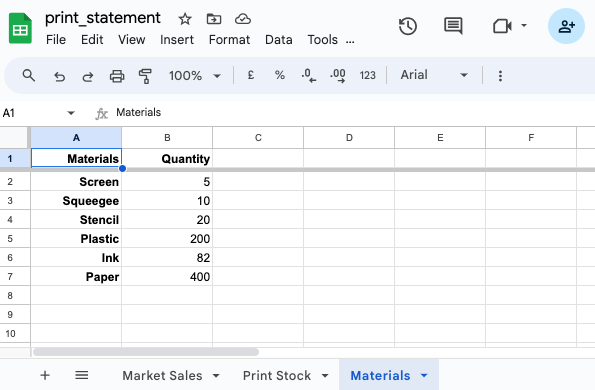 print_statement
File Edit View Insert Format Data Tools ...
100% £ % .0 .00 123 Arial
A1 fx Materials
A B C D E F
1 Materials Quantity
2 Screen 5
3 Squeegee 10
4 Stencil 20
5 Plastic 200
6 Ink 82
7 Paper 400
8
9
10
+ Market Sales Print Stock Materials